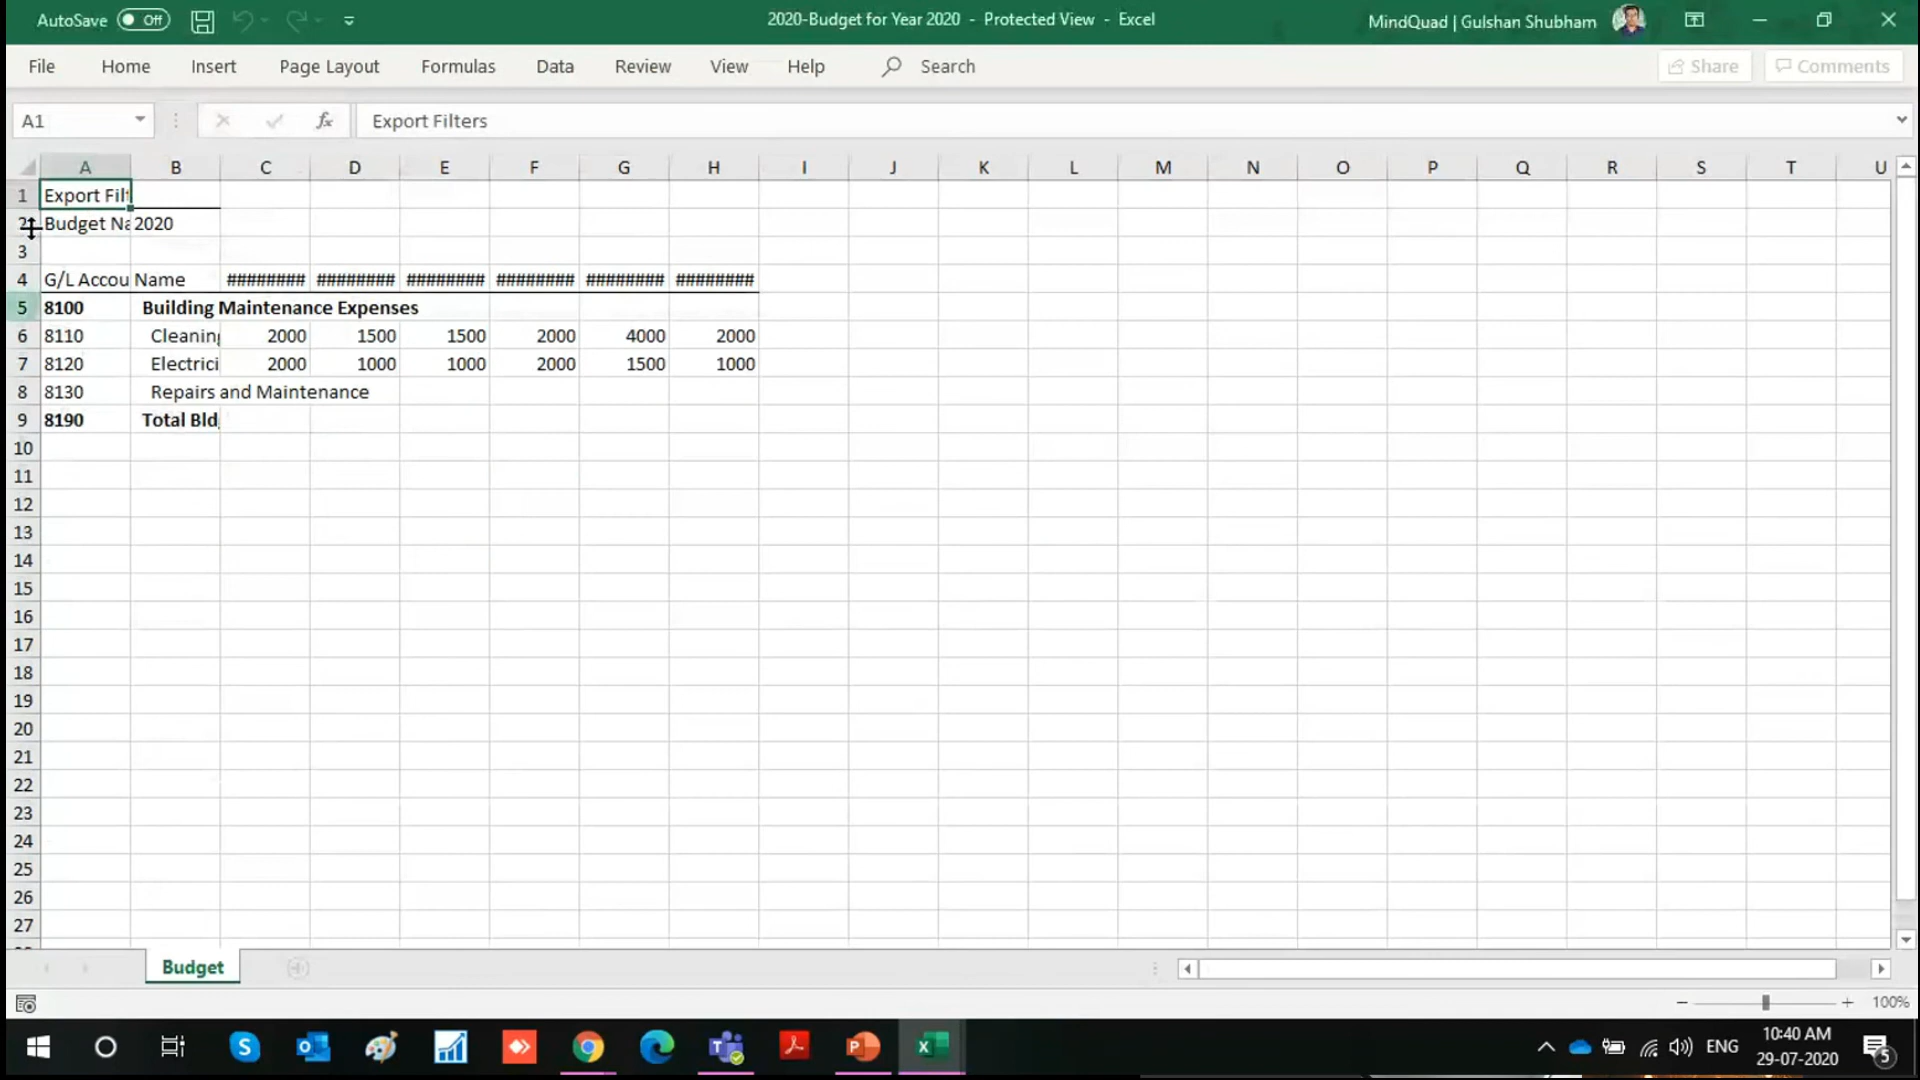 AutoSave Off 2020-Budget for Year 2020 - Protected View - Excel MindQuad | Gulshan Shubham
File Home Insert Page Layout Formulas Data Review View Help Search Share Comments
A1 fx Export Filters
A B C D E F G H I J K L M N O P Q R S T U
1 Export Filt
2 Budget Na 2020
3
4 G/L Accou Name ######## ######## ######## ######## ######## ########
5 8100 Building Maintenance Expenses
6 8110 Cleaning 2000 1500 1500 2000 4000 2000
7 8120 Electrici 2000 1000 1000 2000 1500 1000
8 8130 Repairs and Maintenance
9 8190 Total Bld
10
11
12
13
14
15
16
17
18
19
20
21
22
23
24
25
26
27
Budget
100%
ENG 10:40 AM
29-07-2020 5